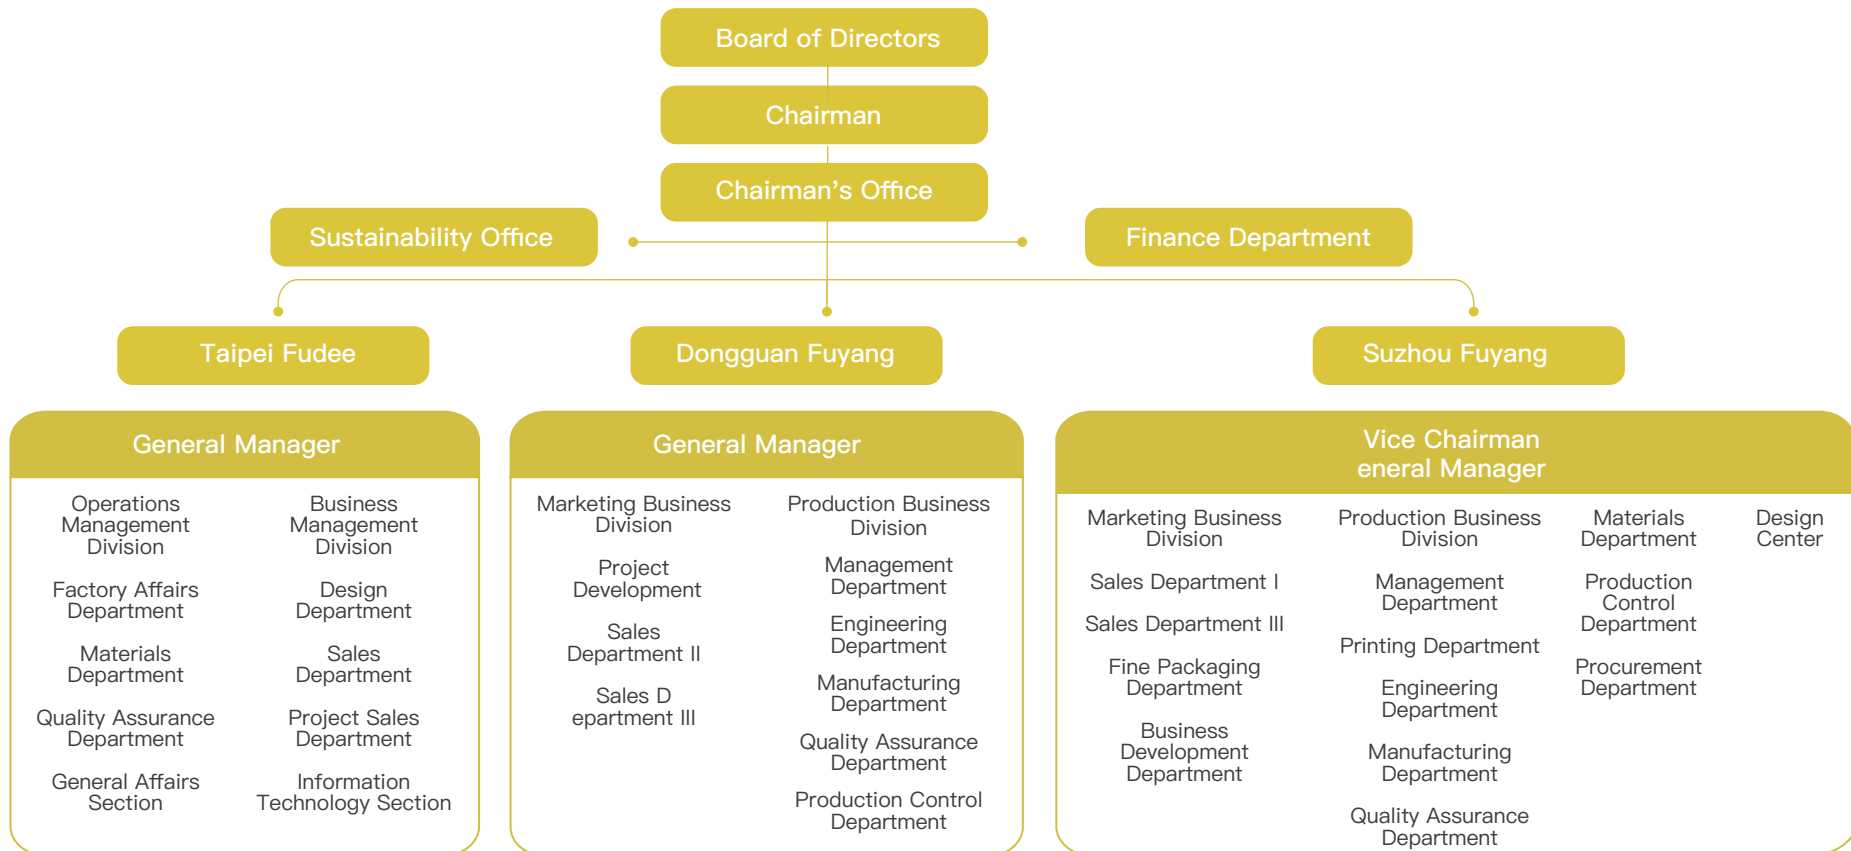 Board of Directors
Chairman
Chairman’s Office
Sustainability Office
Finance Department
Taipei Fudee
Dongguan Fuyang
Suzhou Fuyang
General Manager
Operations
Management
Division
Factory Affairs
Department
Materials
Department
Quality Assurance
Department
General Affairs
Section
Business
Management
Division
Design
Department
Sales
Department
Project Sales
Department
Information
Technology Section
General Manager
Marketing Business
Division
Project
Development
Sales
Department II
Sales D
epartment III
Production Business
Division
Management
Department
Engineering
Department
Manufacturing
Department
Quality Assurance
Department
Production Control
Department
Vice Chairman
eneral Manager
Marketing Business
Division
Sales Department I
Sales Department III
Fine Packaging
Department
Business
Development
Department
Production Business
Division
Management
Department
Printing Department
Engineering
Department
Manufacturing
Department
Quality Assurance
Department
Materials
Department
Production
Control
Department
Procurement
Department
Design
Center